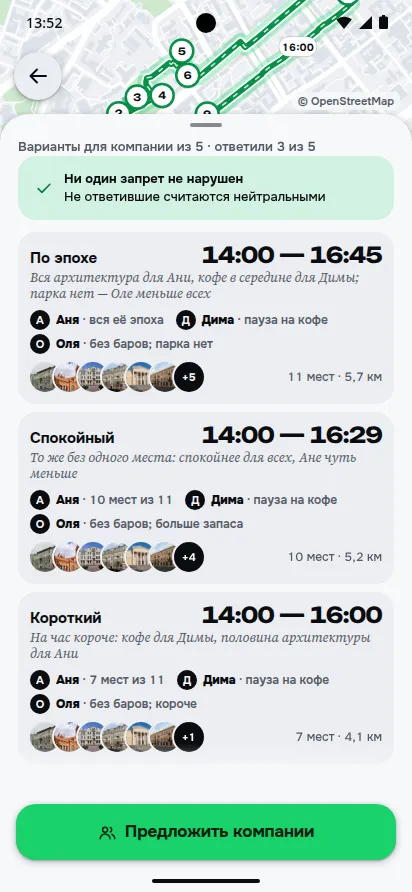 13:52
5
16:00
6
3
4
© OpenStreetMap
Варианты для компании из 5 · ответили 3 из 5
Ни один запрет не нарушен
Не ответившие считаются нейтральными
По эпохе
14:00 — 16:45
Вся архитектура для Ани, кофе в середине для Димы;
парка нет — Оле меньше всех
А Аня · вся её эпоха Д Дима · пауза на кофе
О Оля · без баров; парка нет
+5
11 мест · 5,7 км
Спокойный
14:00 — 16:29
То же без одного места: спокойнее для всех, Ане чуть
меньше
А Аня · 10 мест из 11 Д Дима · пауза на кофе
О Оля · без баров; больше запаса
+4
10 мест · 5,2 км
Короткий
14:00 — 16:00
На час короче: кофе для Димы, половина архитектуры
для Ани
А Аня · 7 мест из 11 Д Дима · пауза на кофе
О Оля · без баров; короче
+1
7 мест · 4,1 км
Предложить компании